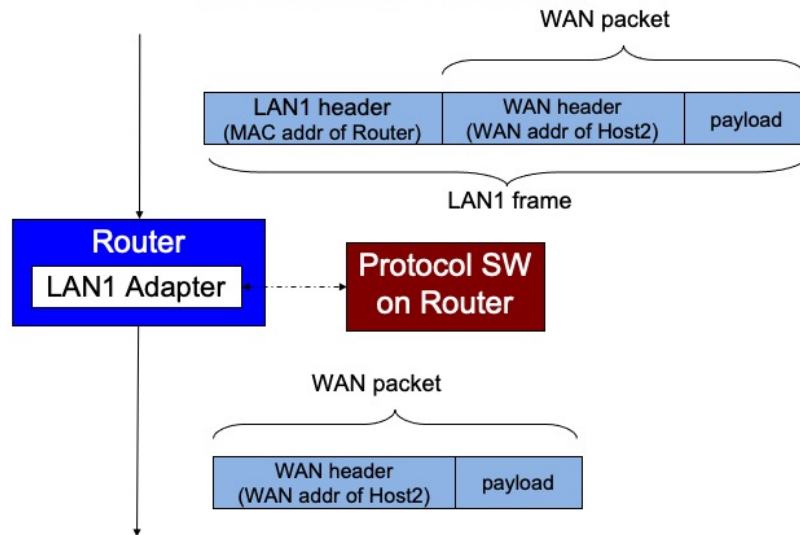 WAN packet
LAN1 header
(MAC addr of Router)
WAN header
(WAN addr of Host2)
payload
LAN1 frame
Router
LAN1 Adapter
Protocol SW
on Router
WAN packet
WAN header
(WAN addr of Host2)
payload